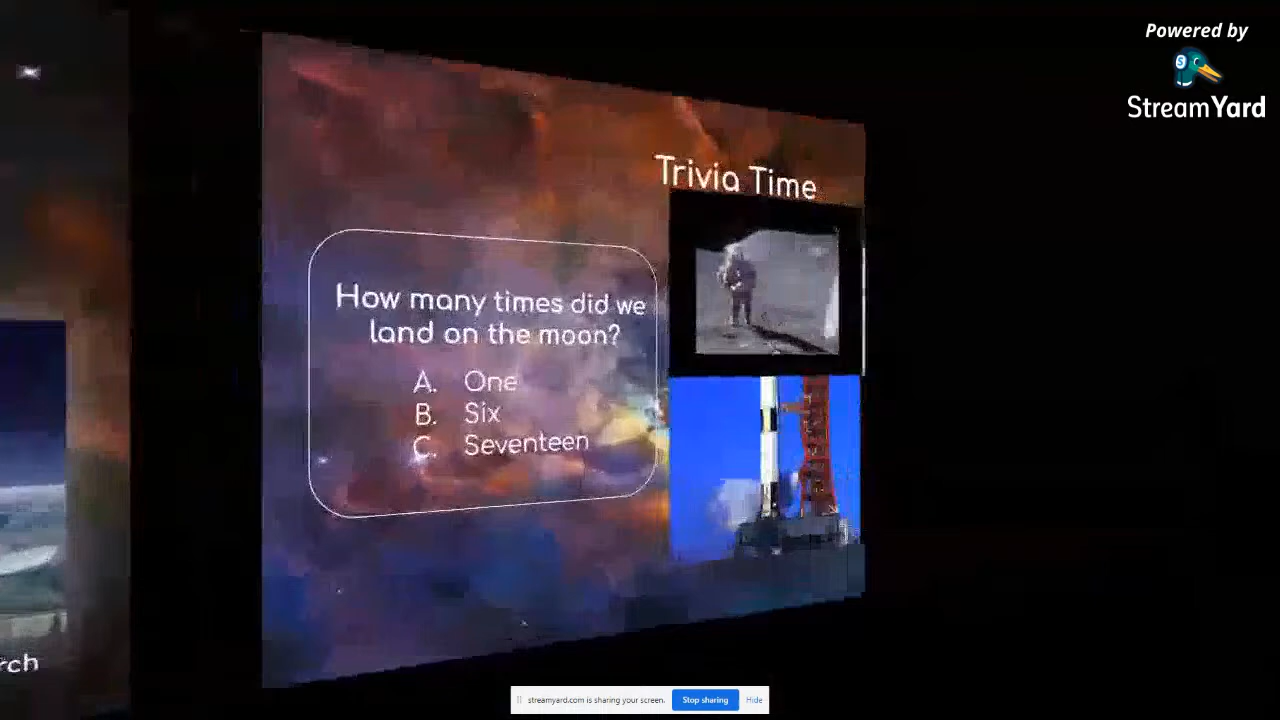 Powered by
StreamYard
Trivia Time
How many times did we
land on the moon?
A. One
B. Six
C. Seventeen
rch
streamyard.com is sharing your screen.
Stop sharing
Hide